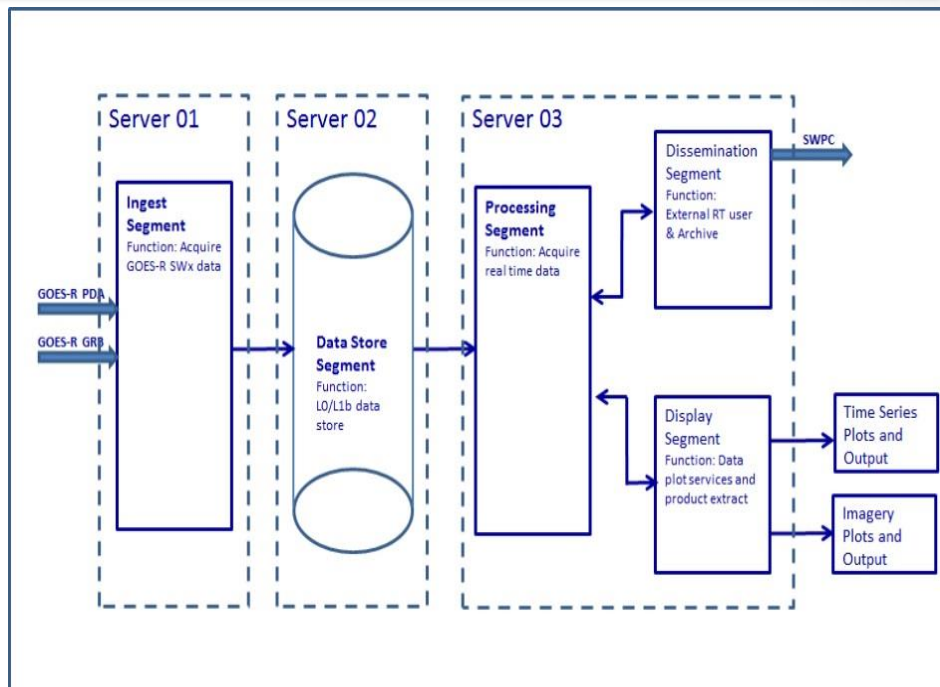 Server 01
Server 02
Server 03
GOES-R PDA
GOES-R GRB
Ingest
Segment
Function: Acquire
GOES-R SWx data
Data Store
Segment
Function:
L0/L1b data
store
Processing
Segment
Function: Acquire
real time data
Dissemination
Segment
Function:
External RT user
& Archive
SWPC
Display
Segment
Function: Data
plot services and
product extract
Time Series
Plots and
Output
Imagery
Plots and
Output